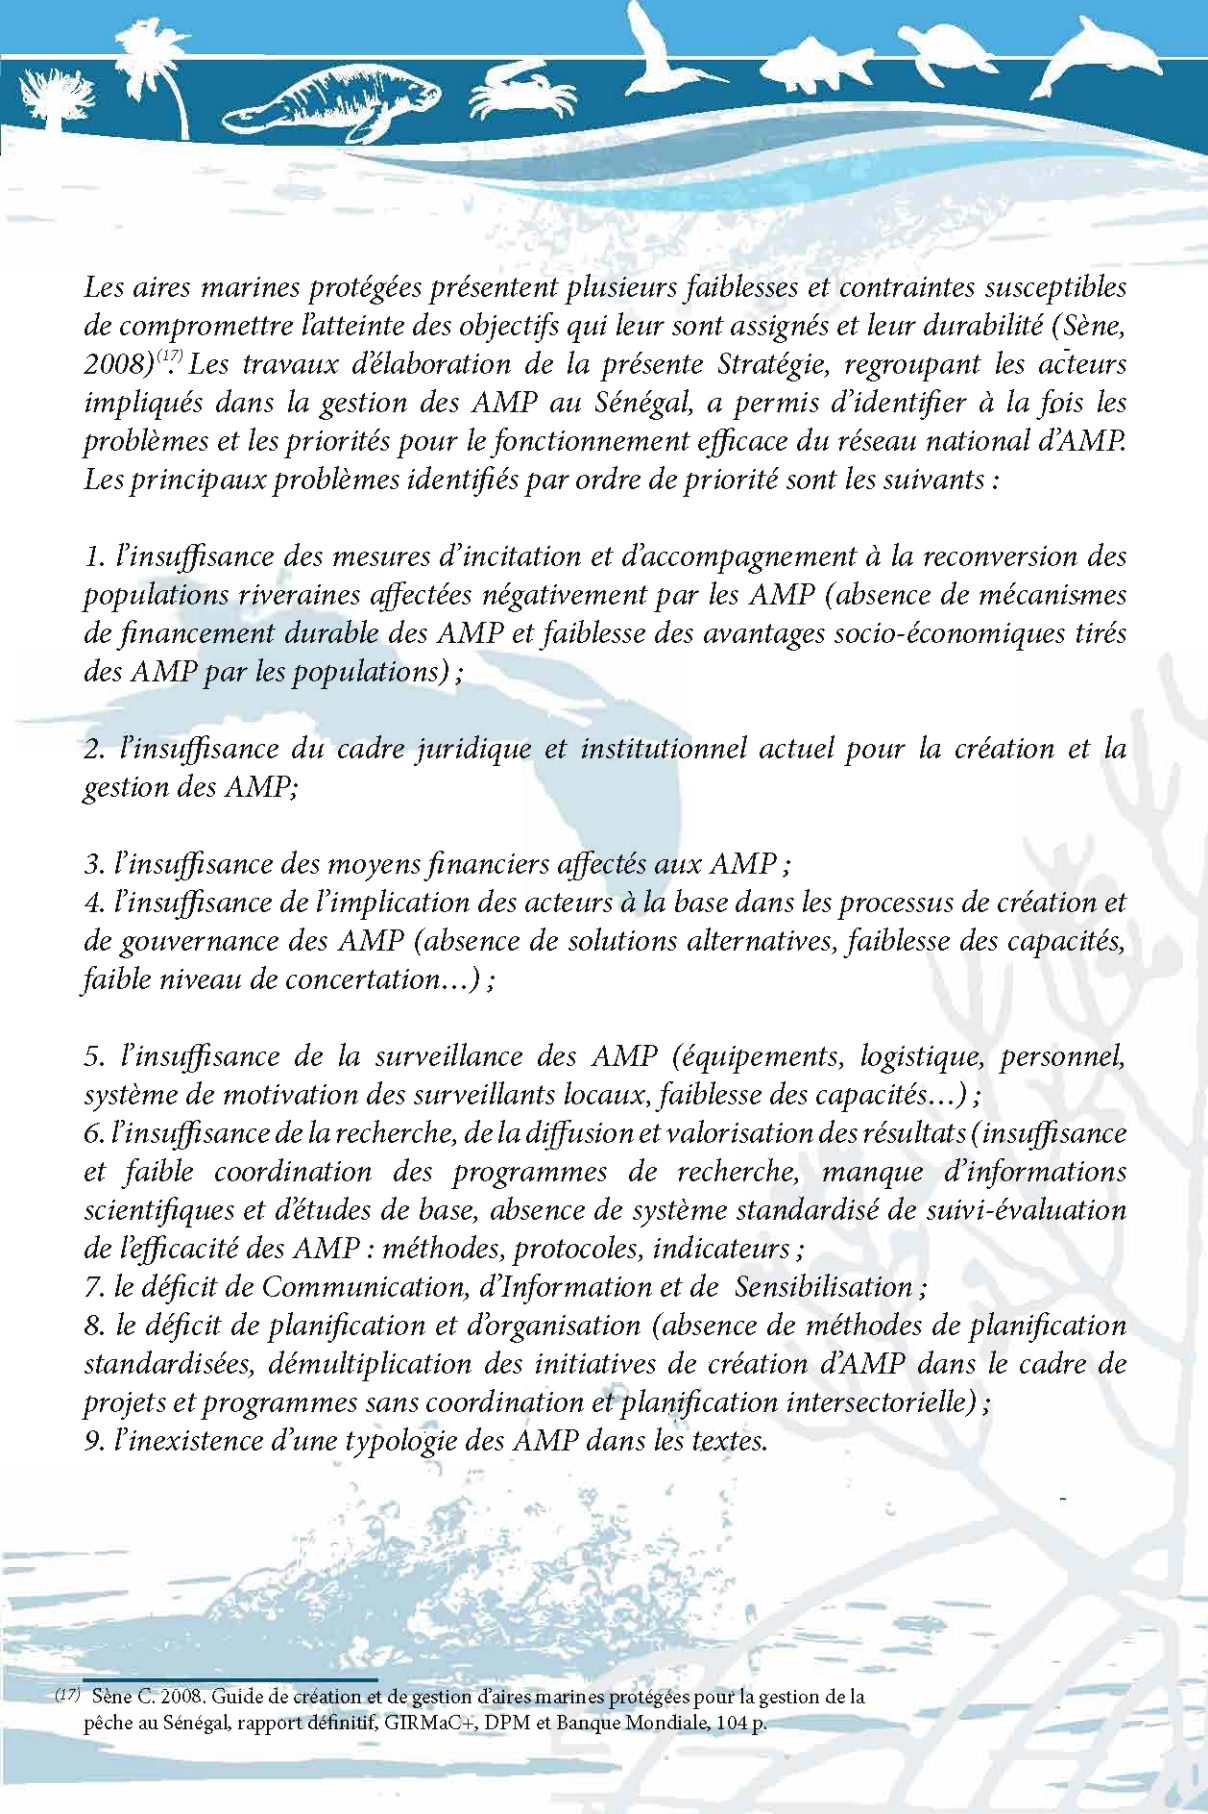 Les aires marines protégées présentent plusieurs faiblesses et contraintes susceptibles
de compromettre l'atteinte des objectifs qui leur sont assignés et leur durabilité (Sène,
2008)(17). Les travaux d'élaboration de la présente Stratégie, regroupant les acteurs
impliqués dans la gestion des AMP au Sénégal, a permis d'identifier à la fois les
problèmes et les priorités pour le fonctionnement efficace du réseau national d'AMP.
Les principaux problèmes identifiés par ordre de priorité sont les suivants :
1. l'insuffisance des mesures d'incitation et d'accompagnement à la reconversion des
populations riveraines affectées négativement par les AMP (absence de mécanismes
de financement durable des AMP et faiblesse des avantages socio-économiques tirés
des AMP par les populations) ;
2. l'insuffisance du cadre juridique et institutionnel actuel pour la création et la
gestion des AMP;
3. l'insuffisance des moyens financiers affectés aux AMP ;
4. l'insuffisance de l'implication des acteurs à la base dans les processus de création et
de gouvernance des AMP (absence de solutions alternatives, faiblesse des capacités,
faible niveau de concertation…) ;
5. l'insuffisance de la surveillance des AMP (équipements, logistique, personnel,
système de motivation des surveillants locaux, faiblesse des capacités…) ;
6. l'insuffisance de la recherche, de la diffusion et valorisation des résultats (insuffisance
et faible coordination des programmes de recherche, manque d'informations
scientifiques et d'études de base, absence de système standardisé de suivi-évaluation
de l'efficacité des AMP : méthodes, protocoles, indicateurs ;
7. le déficit de Communication, d'Information et de Sensibilisation ;
8. le déficit de planification et d'organisation (absence de méthodes de planification
standardisées, démultiplication des initiatives de création d'AMP dans le cadre de
projets et programmes sans coordination et planification intersectorielle) ;
9. l'inexistence d'une typologie des AMP dans les textes.
(17) Sène C. 2008. Guide de création et de gestion d'aires marines protégées pour la gestion de la
pêche au Sénégal, rapport définitif, GIRMaC+, DPM et Banque Mondiale, 104 p.